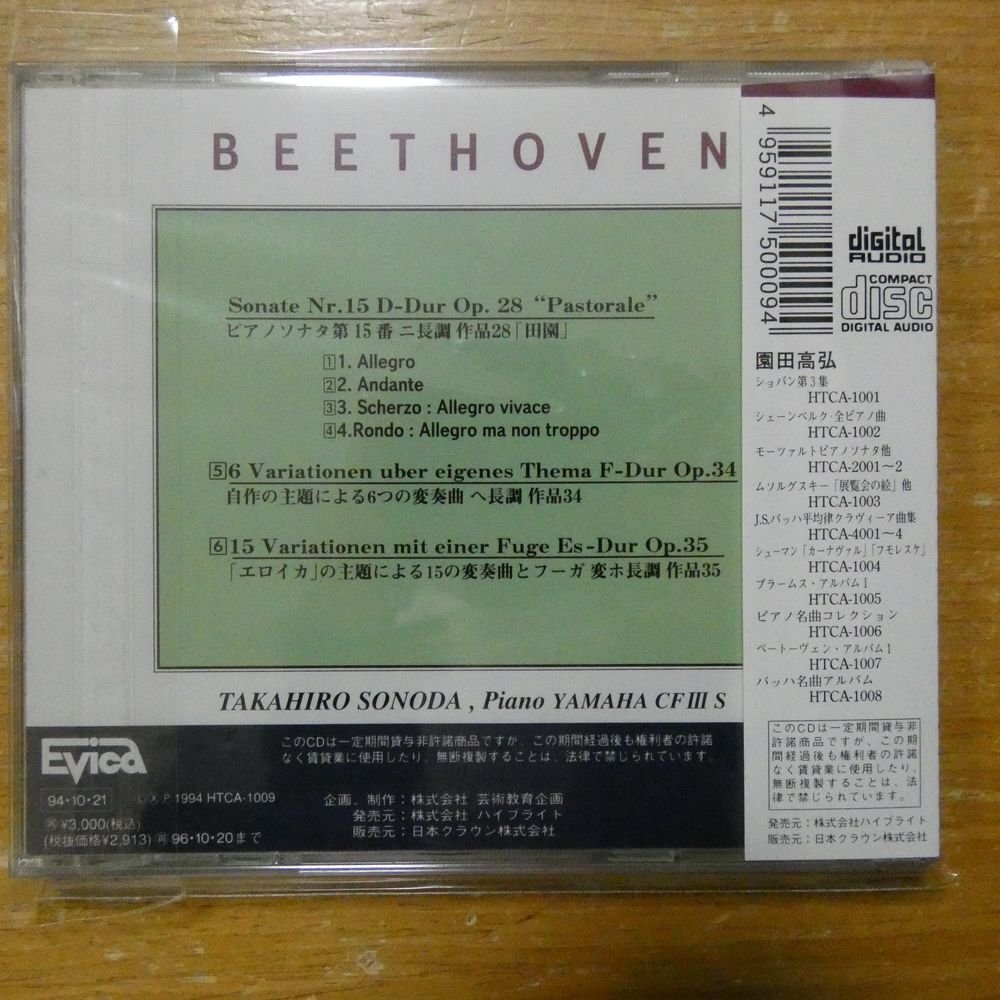 BEETHOVEN
Sonate Nr.15 D-Dur Op. 28 “Pastorale”
ピアノソナタ第15番 ニ長調 作品28「田園」
1 1. Allegro
2 2. Andante
3 3. Scherzo : Allegro vivace
4 4.Rondo : Allegro ma non troppo
5 6 Variationen uber eigenes Thema F-Dur Op.34
自作の主題による6つの変奏曲 ヘ長調 作品34
6 15 Variationen mit einer Fuge Es-Dur Op.35
「エロイカ」の主題による15の変奏曲とフーガ 変ホ長調 作品35
TAKAHIRO SONODA , Piano YAMAHA CFⅢ S
Evica
94・10・21
1994 HTCA-1009
¥3,000(税込)
(税抜価格¥2,913) 96・10・20まで
このCDは一定期間貸与非許諾商品ですが、この期間経過後も権利者の許諾
なく賃貸業に使用したり、無断複製することは、法律で禁じられています。
企画、制作：株式会社 芸術教育企画
発売元：株式会社 ハイブライト
販売元：日本クラウン株式会社
4 959117 500094
digital
AUDIO
COMPACT
disc
DIGITAL AUDIO
園田高弘
ショパン第3集
HTCA-1001
シェーンベルク・全ピアノ曲
HTCA-1002
モーツァルトピアノソナタ他
HTCA-2001〜2
ムソルグスキー「展覧会の絵」他
HTCA-1003
J.S.バッハ平均律クラヴィーア曲集
HTCA-4001〜4
シューマン「カーナヴァル」「フモレスケ」
HTCA-1004
ブラームス・アルバム1
HTCA-1005
ピアノ名曲コレクション
HTCA-1006
ベートーヴェン・アルバム1
HTCA-1007
バッハ名曲アルバム
HTCA-1008
このCDは一定期間貸与非
許諾商品ですが、この期
間経過後も権利者の許諾
なく賃貸業に使用したり、
無断複製することは、法
律で禁じられています。
発売元：株式会社ハイブライト
販売元：日本クラウン株式会社